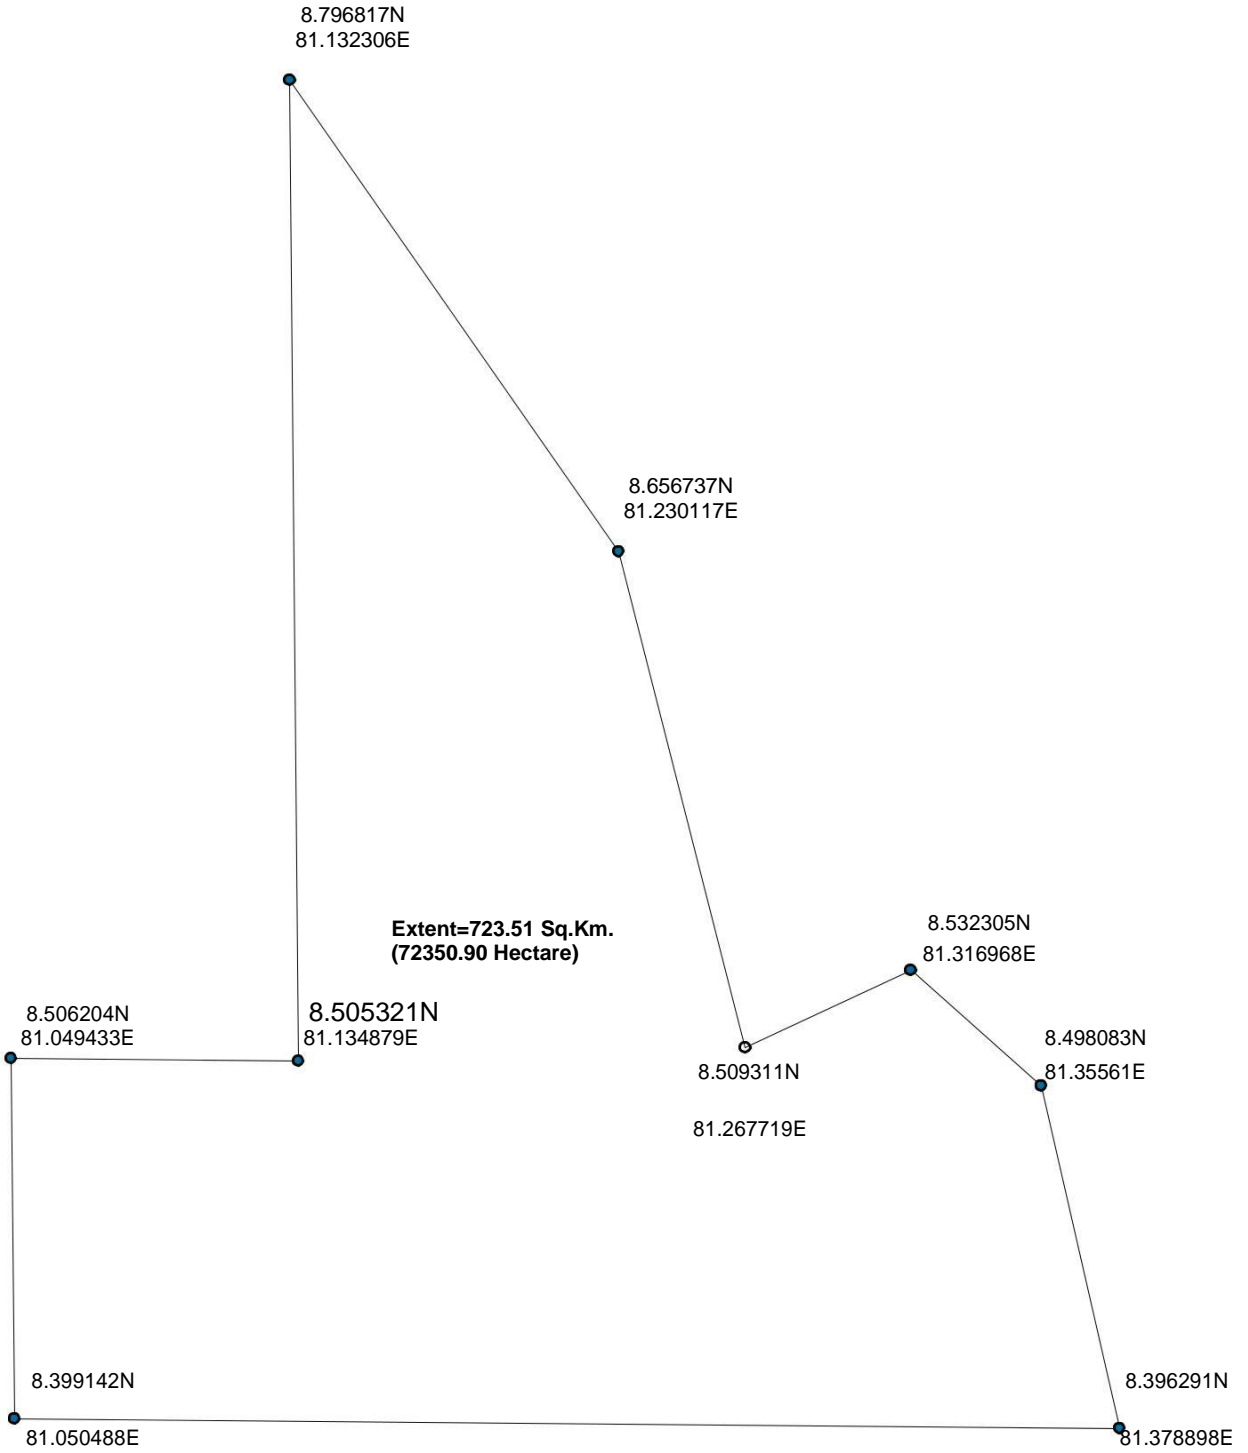 8.796817N
81.132306E
8.656737N
81.230117E
Extent=723.51 Sq.Km.
(72350.90 Hectare)
8.532305N
81.316968E
8.506204N
81.049433E
8.505321N
81.134879E
8.509311N
81.267719E
8.498083N
81.35561E
8.399142N
81.050488E
8.396291N
81.378898E